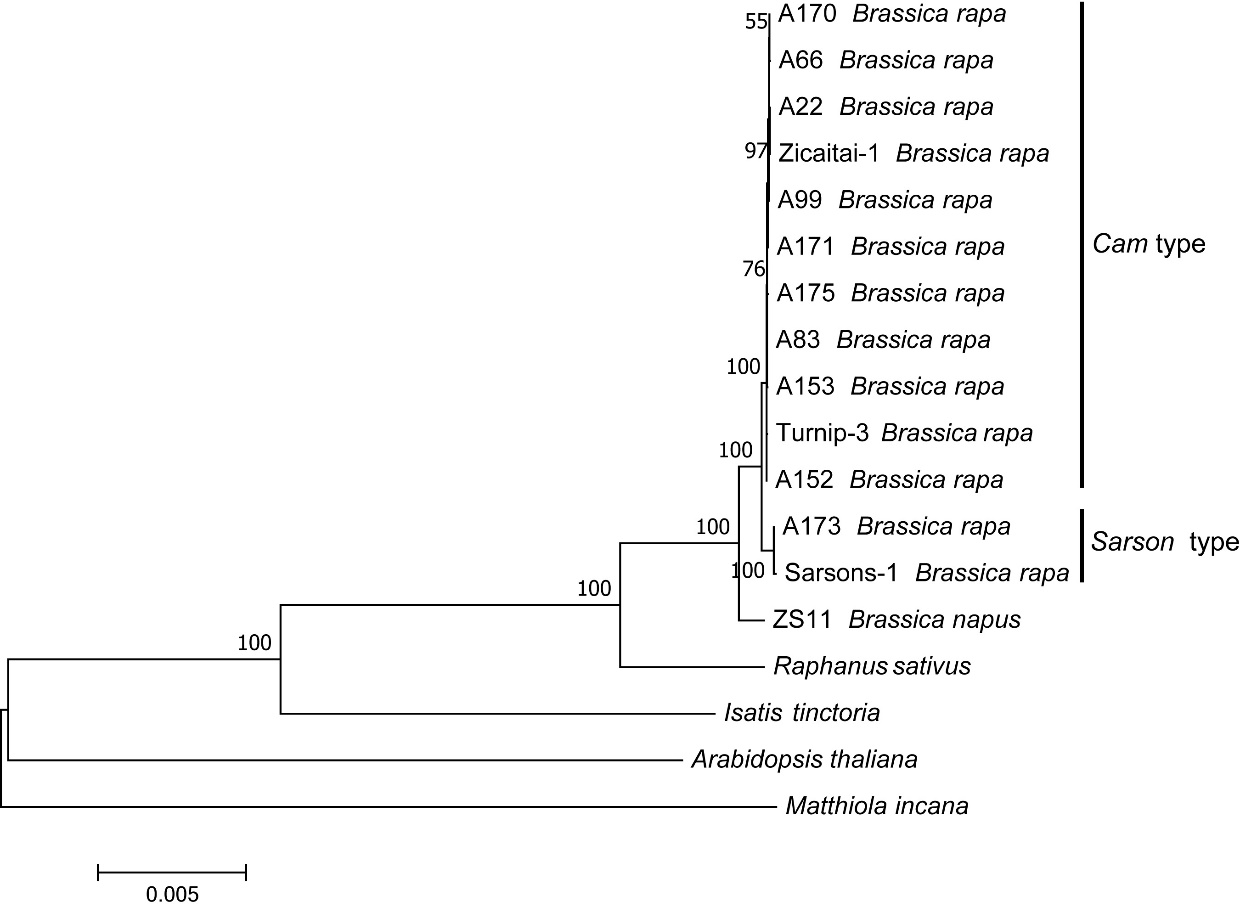 55
A170 Brassica rapa
A66 Brassica rapa
A22 Brassica rapa
97
Zicaitai-1 Brassica rapa
A99 Brassica rapa
A171 Brassica rapa
Cam type
76
A175 Brassica rapa
A83 Brassica rapa
100
A153 Brassica rapa
Turnip-3 Brassica rapa
100
A152 Brassica rapa
100
A173 Brassica rapa
Sarson type
100
Sarsons-1 Brassica rapa
100
ZS11 Brassica napus
100
Raphanus sativus
Isatis tinctoria
Arabidopsis thaliana
Matthiola incana
0.005